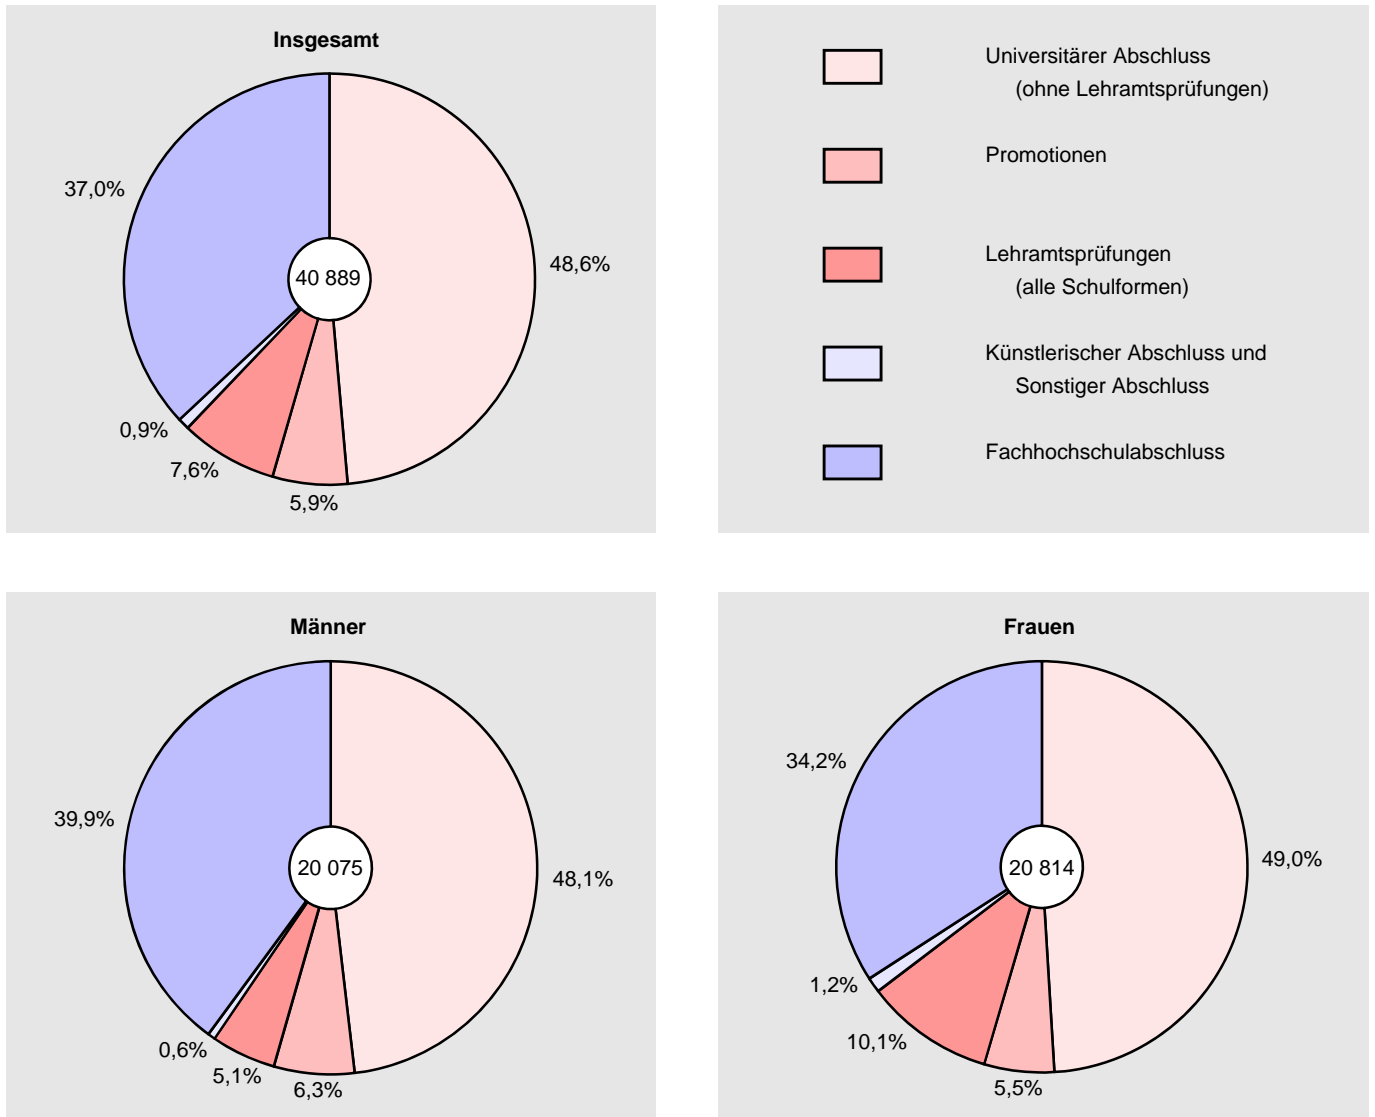 Insgesamt
37,0%
48,6%
40 889
0,9%
7,6%
5,9%
Universitärer Abschluss
(ohne Lehramtsprüfungen)
Promotionen
Lehramtsprüfungen
(alle Schulformen)
Künstlerischer Abschluss und
Sonstiger Abschluss
Fachhochschulabschluss
Männer
39,9%
20 075
48,1%
0,6%
5,1%
6,3%
Frauen
34,2%
49,0%
20 814
1,2%
10,1%
5,5%